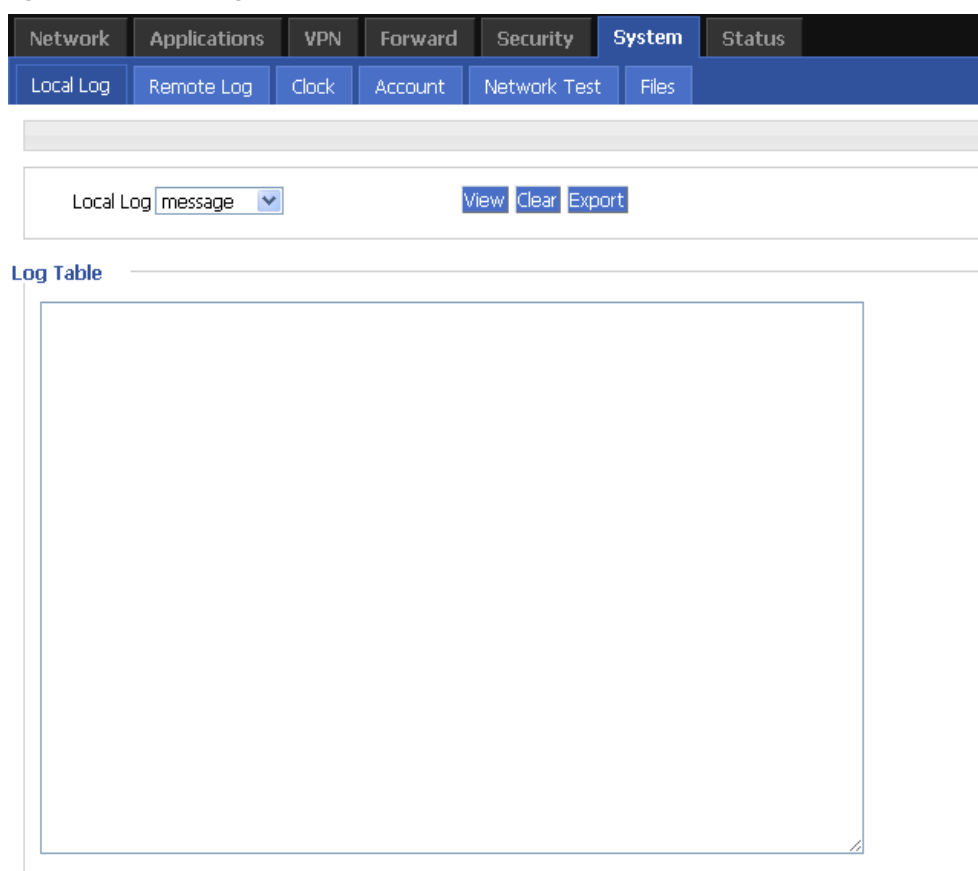 Network Applications VPN Forward Security System Status
Local Log Remote Log Clock Account Network Test Files
Local Log message View Clear Export
Log Table